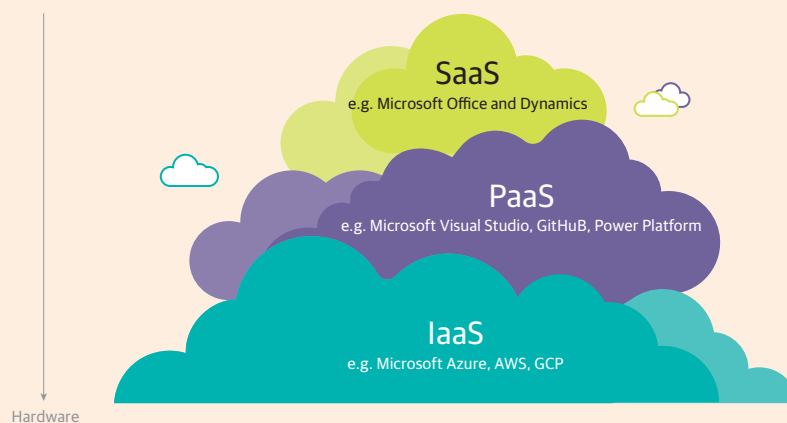 SaaS
e.g. Microsoft Office and Dynamics
PaaS
e.g. Microsoft Visual Studio, GitHuB, Power Platform
IaaS
e.g. Microsoft Azure, AWS, GCP
Hardware